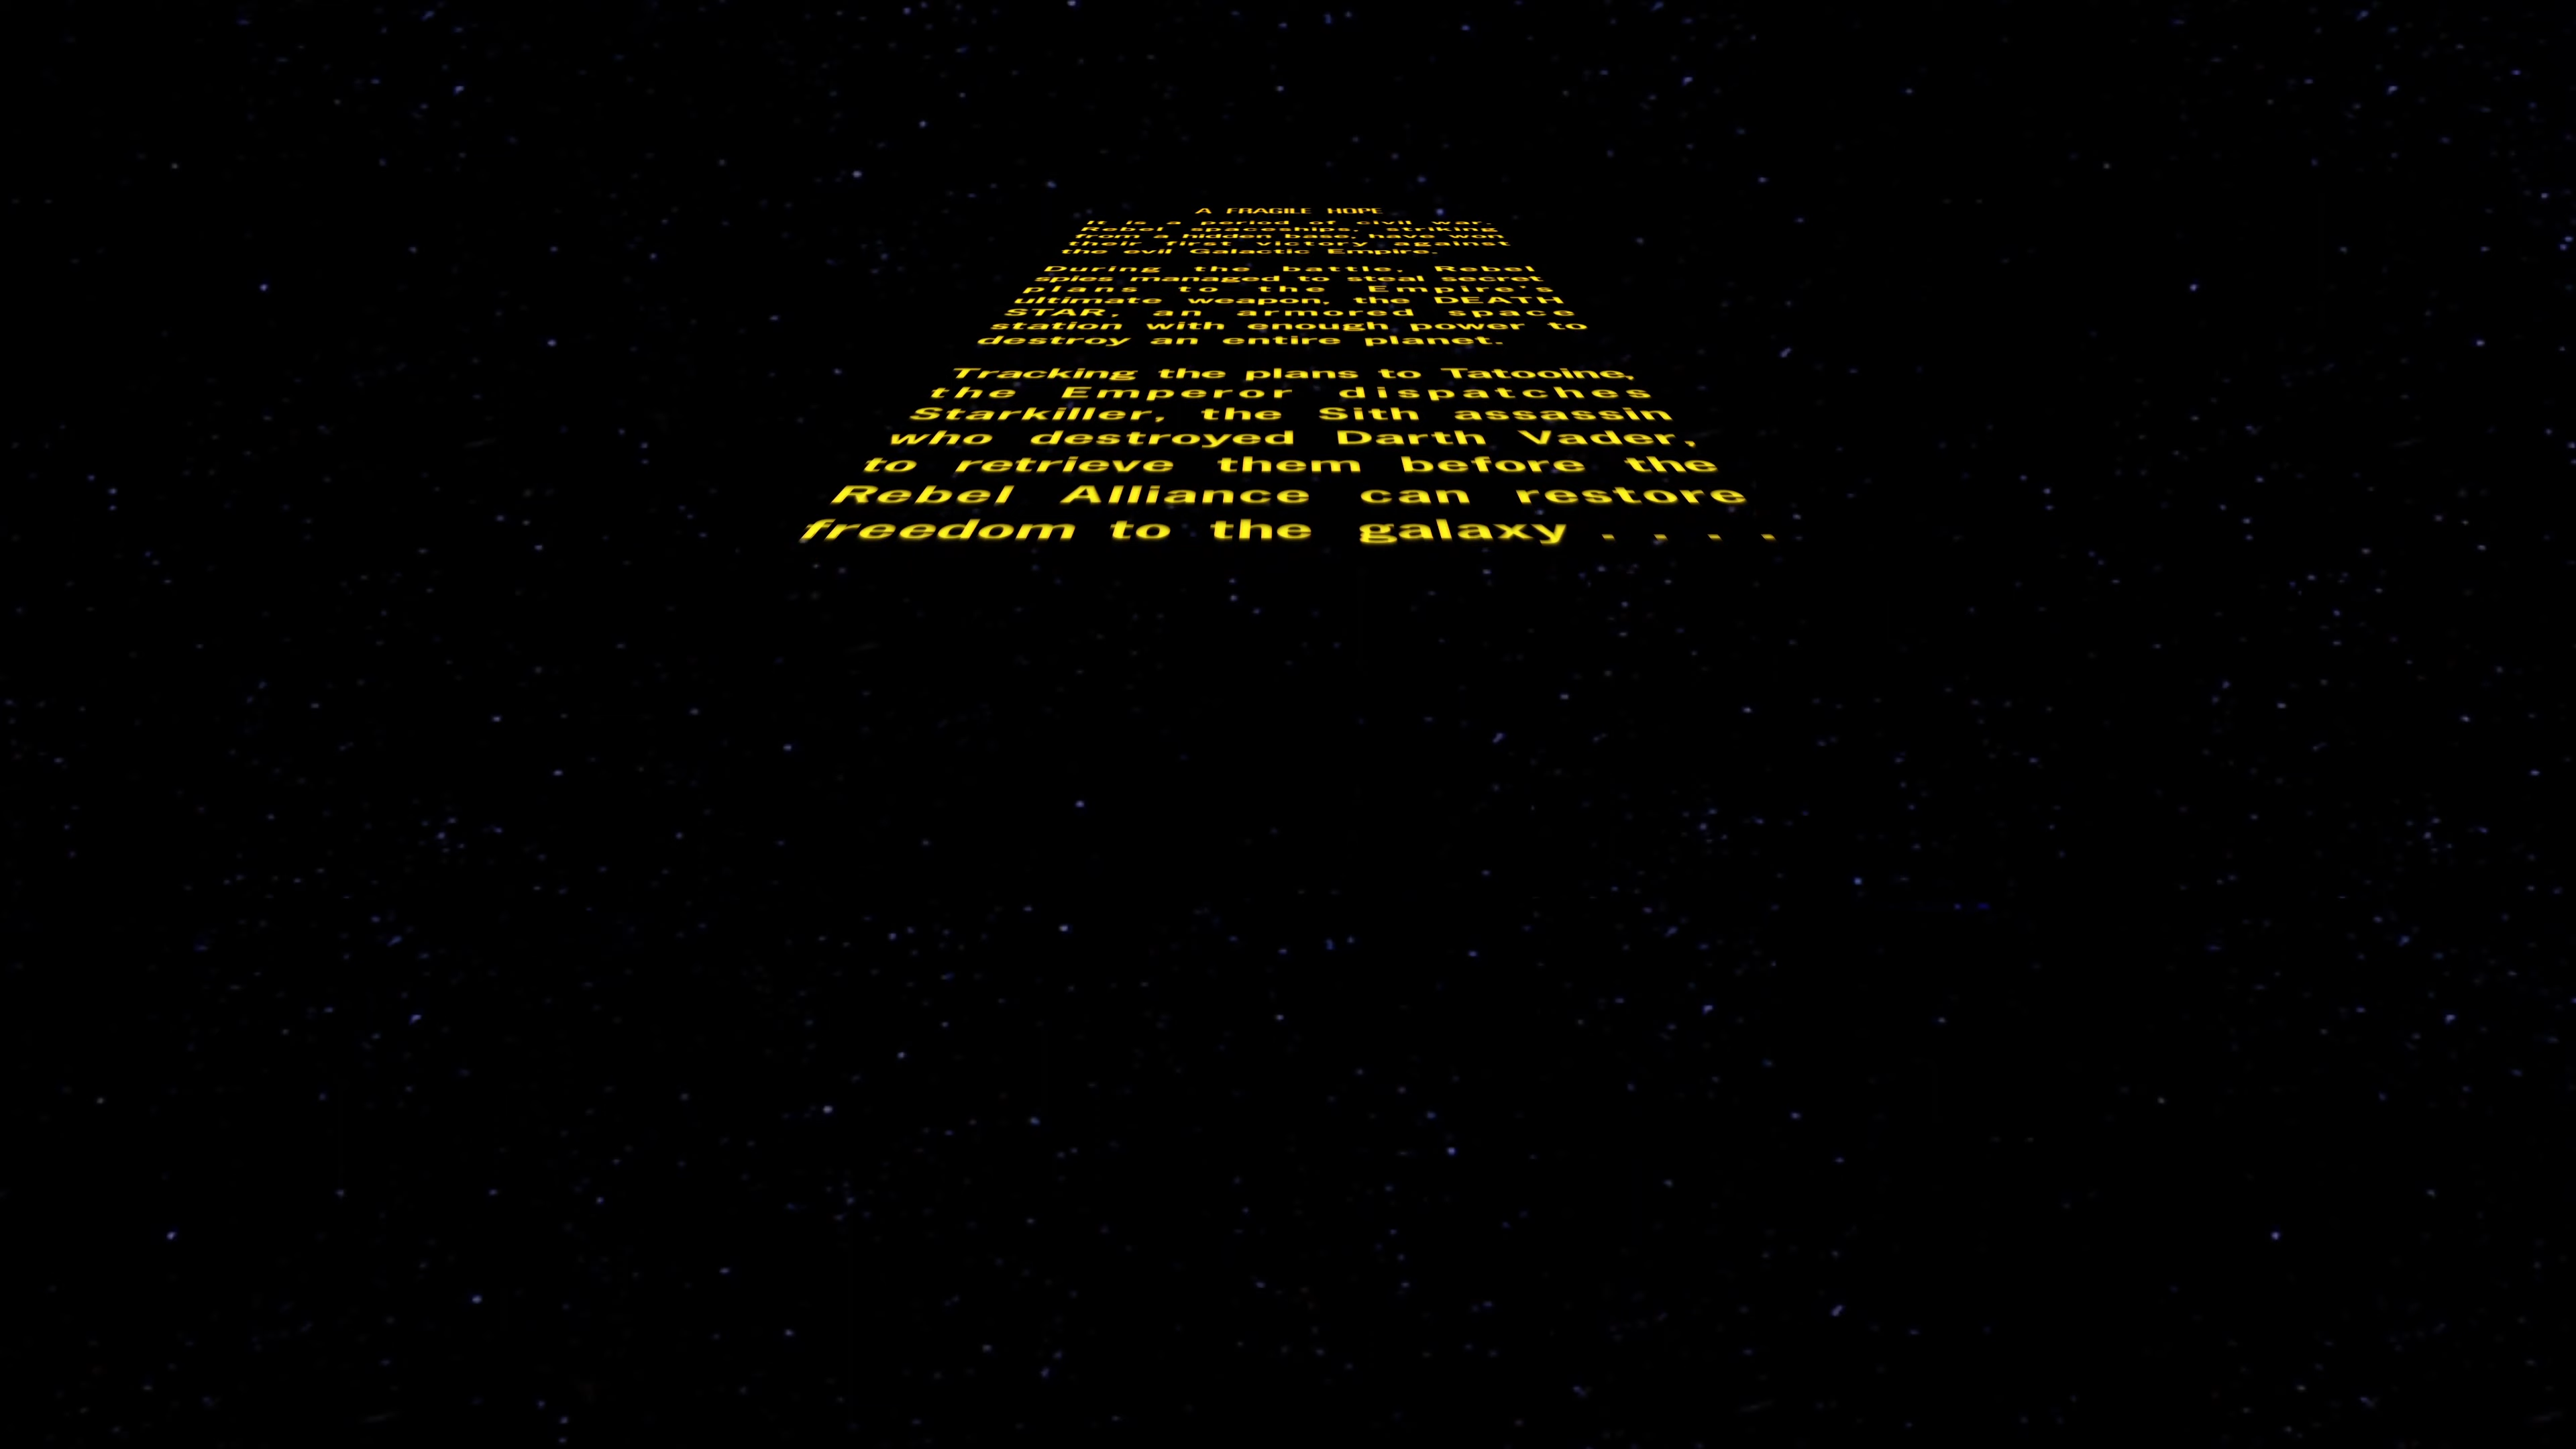 A FRAGILE HOPE
It is a period of civil war.
Rebel spaceships, striking
from a hidden base, have won
their first victory against
the evil Galactic Empire.
During the battle, Rebel
spies managed to steal secret
plans to the Empire's
ultimate weapon, the DEATH
STAR, an armored space
station with enough power to
destroy an entire planet.
Tracking the plans to Tatooine,
the Emperor dispatches
Starkiller, the Sith assassin
who destroyed Darth Vader,
to retrieve them before the
Rebel Alliance can restore
freedom to the galaxy . . . .